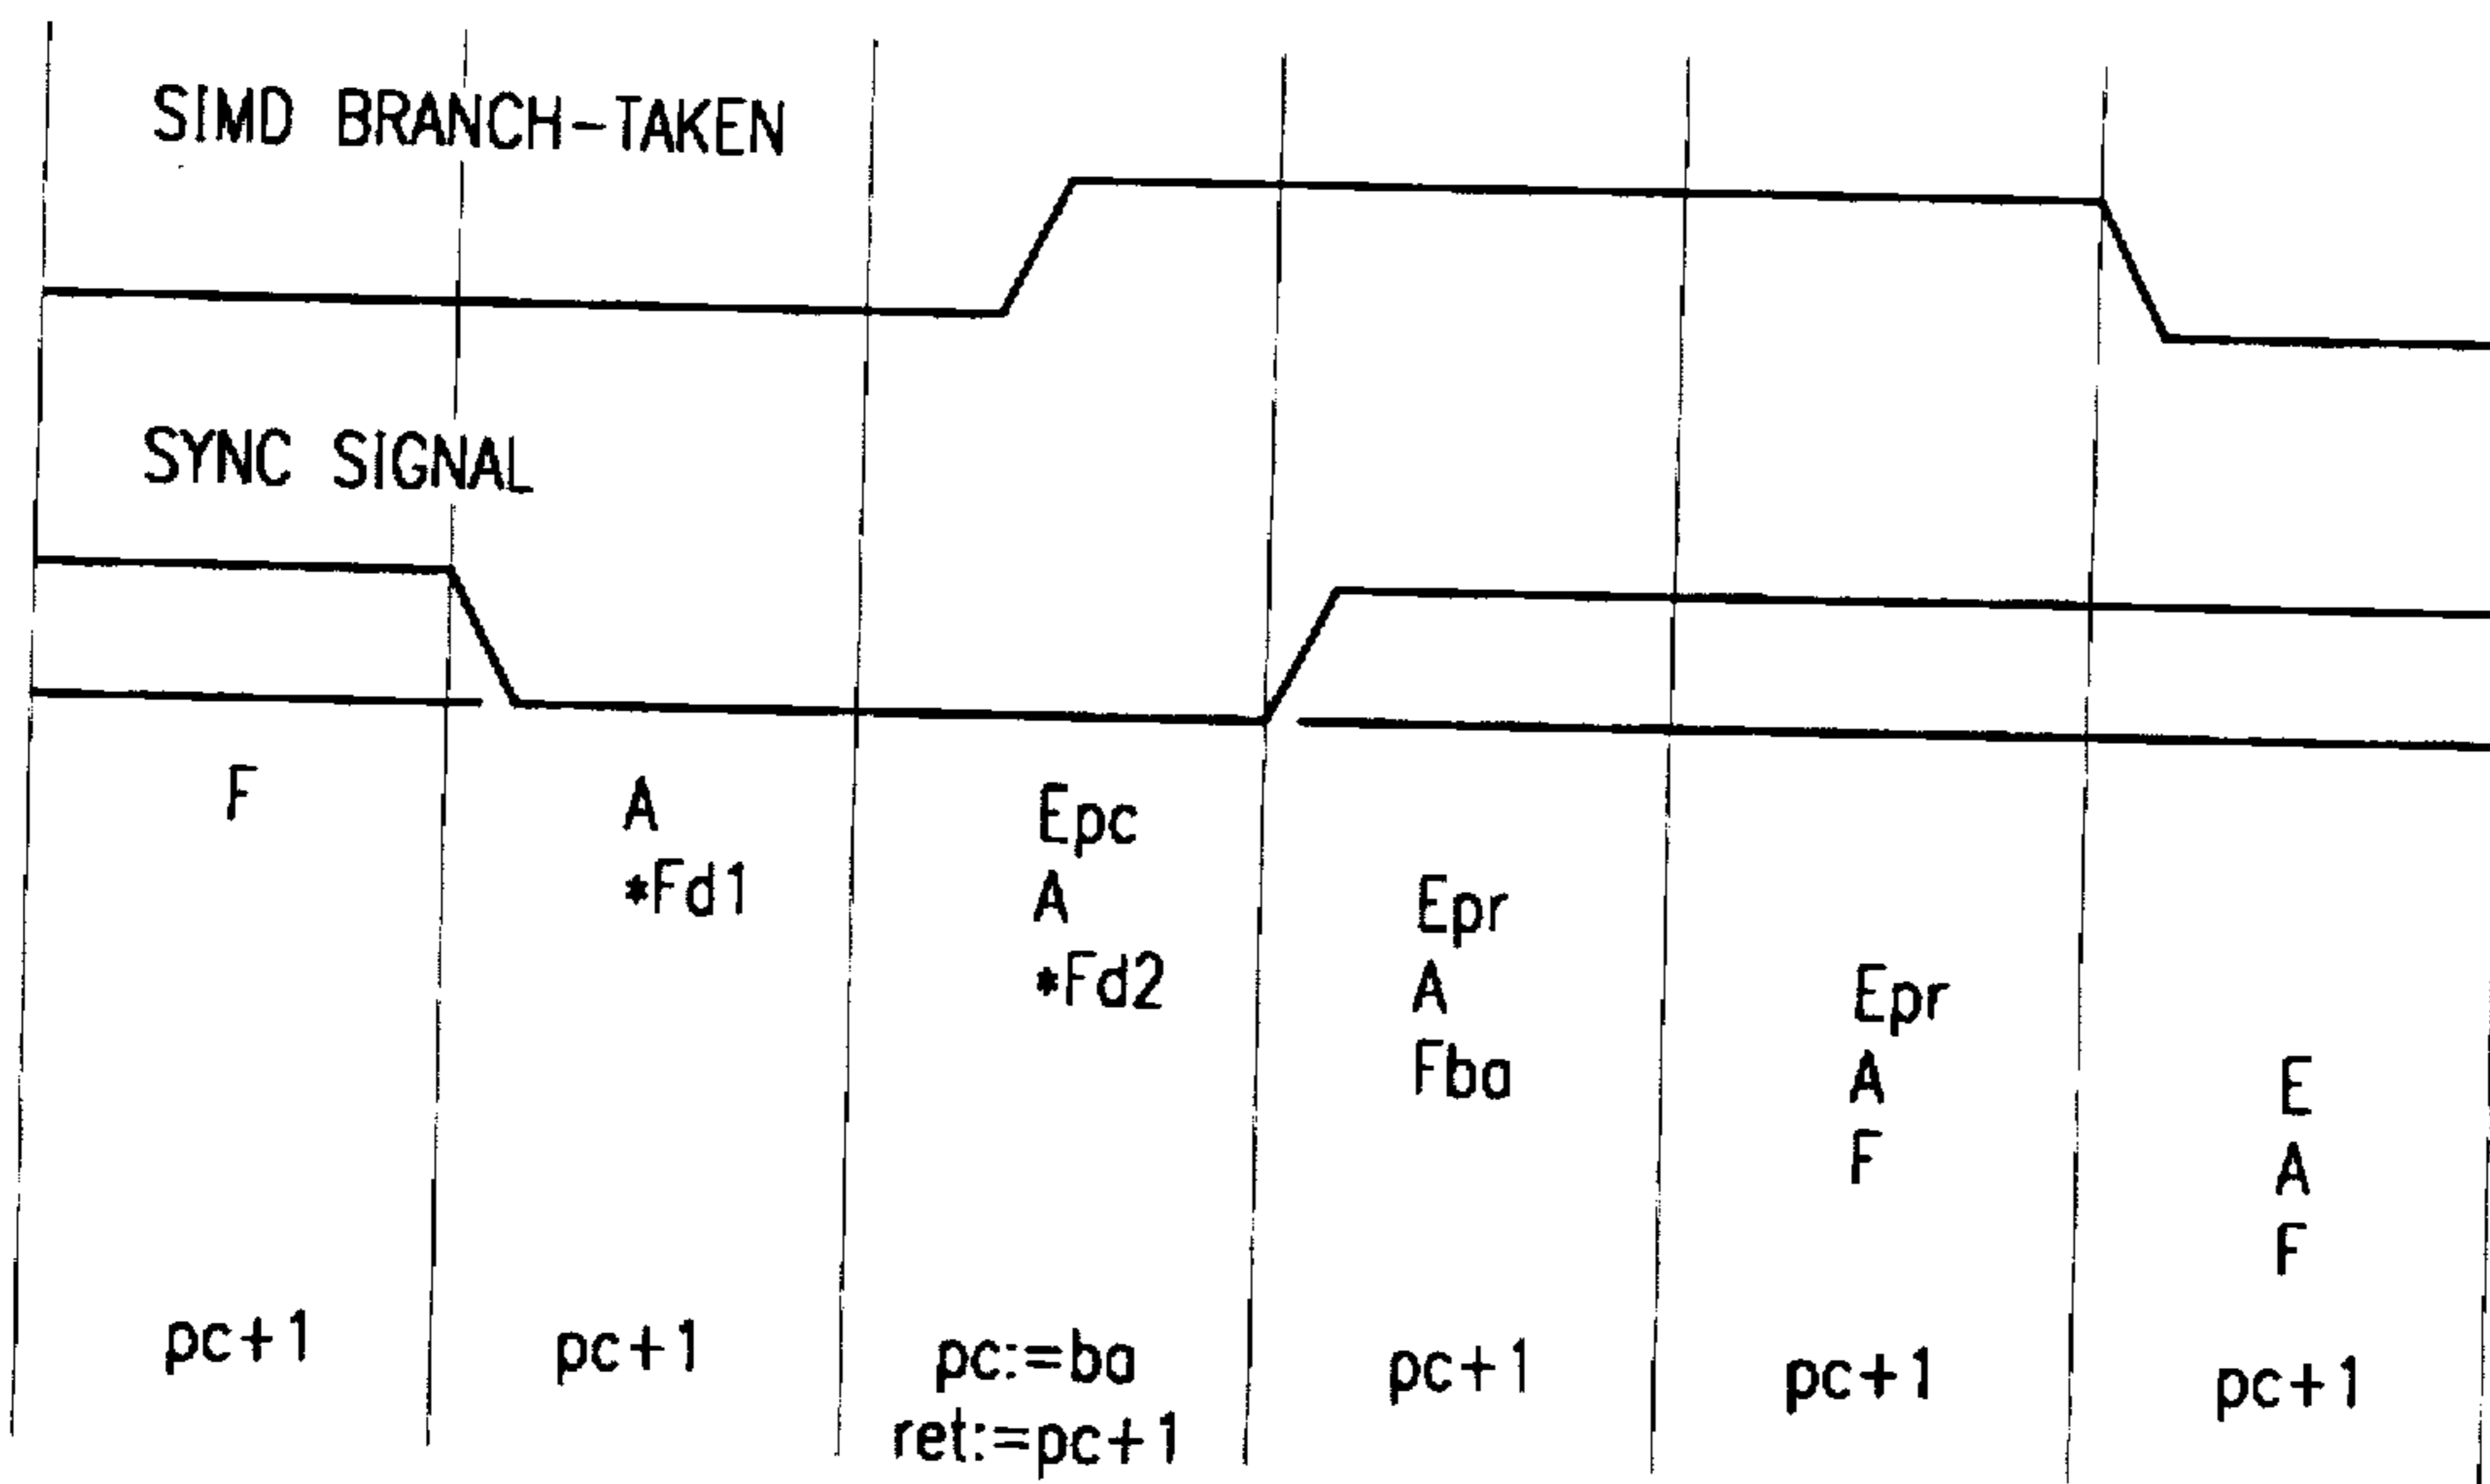 SIMD BRANCH-TAKEN
SYNC SIGNAL
F
A
*Fd1
Epc
A
*Fd2
Epr
A
Fba
Epr
A
F
E
A
F
pc+1
pc+1
pc:=ba
ret:=pc+1
pc+1
pc+1
pc+1